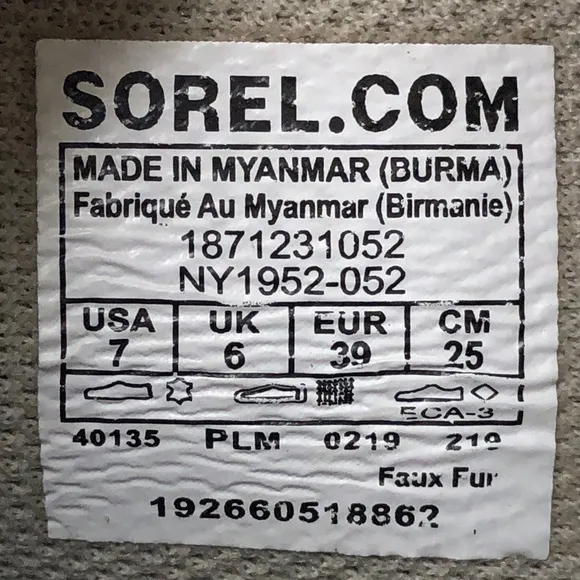 SOREL.COM
MADE IN MYANMAR (BURMA)
Fabriqué Au Myanmar (Birmanie)
1871231052
NY1952-052
USA UK EUR CM
7 6 39 25
ECA-3
40135 PLM 0219 219
Faux Fur
192660518862